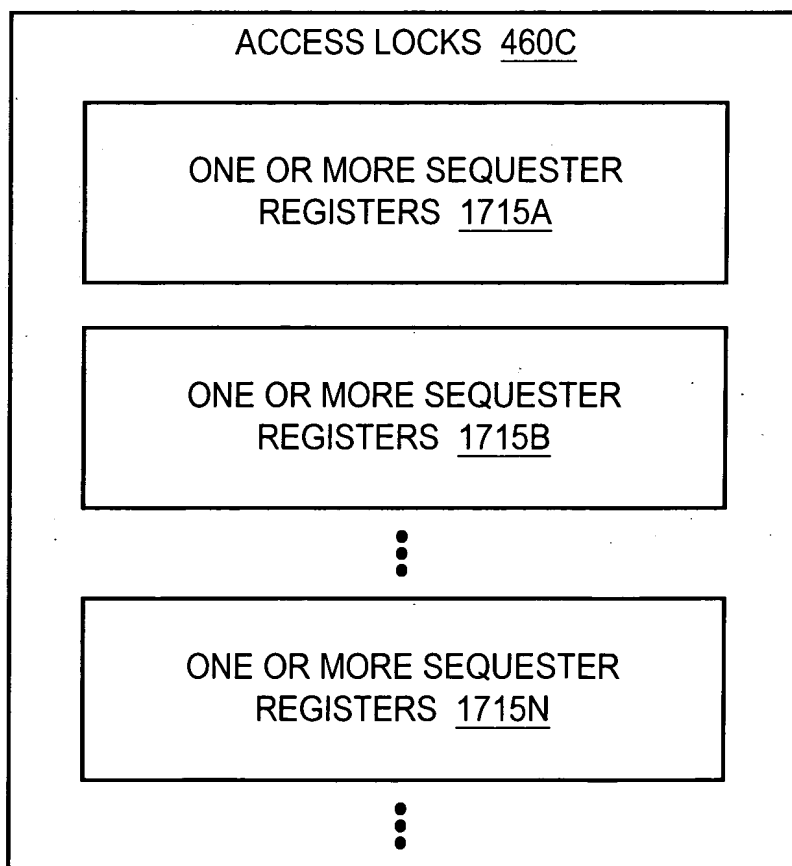 ACCESS LOCKS 460C
ONE OR MORE SEQUESTER
REGISTERS 1715A
ONE OR MORE SEQUESTER
REGISTERS 1715B
ONE OR MORE SEQUESTER
REGISTERS 1715N